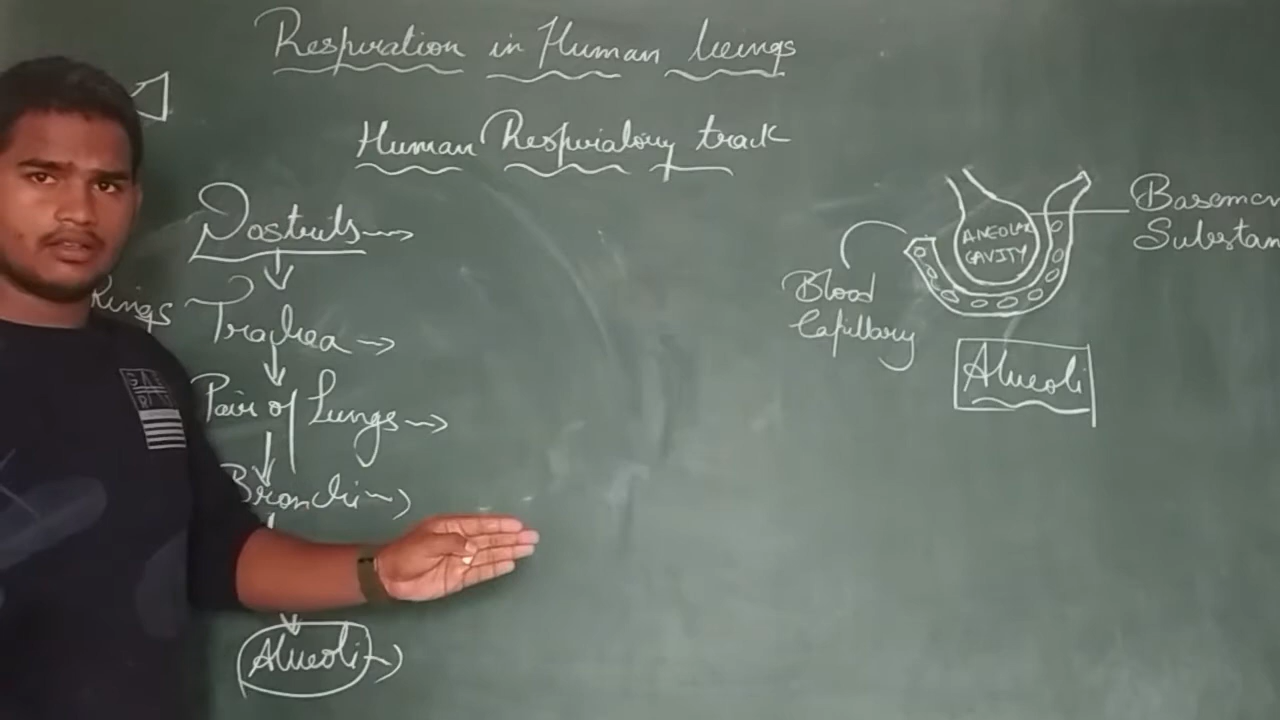 Respiration in Human beings
Human Respiratory track
Nostrils
Rings
Trachea
Pair of Lungs
Bronchi
Alveoli
Basemen
Substan
ALVEOLAR
CAVITY
Blood
Capillary
Alveoli